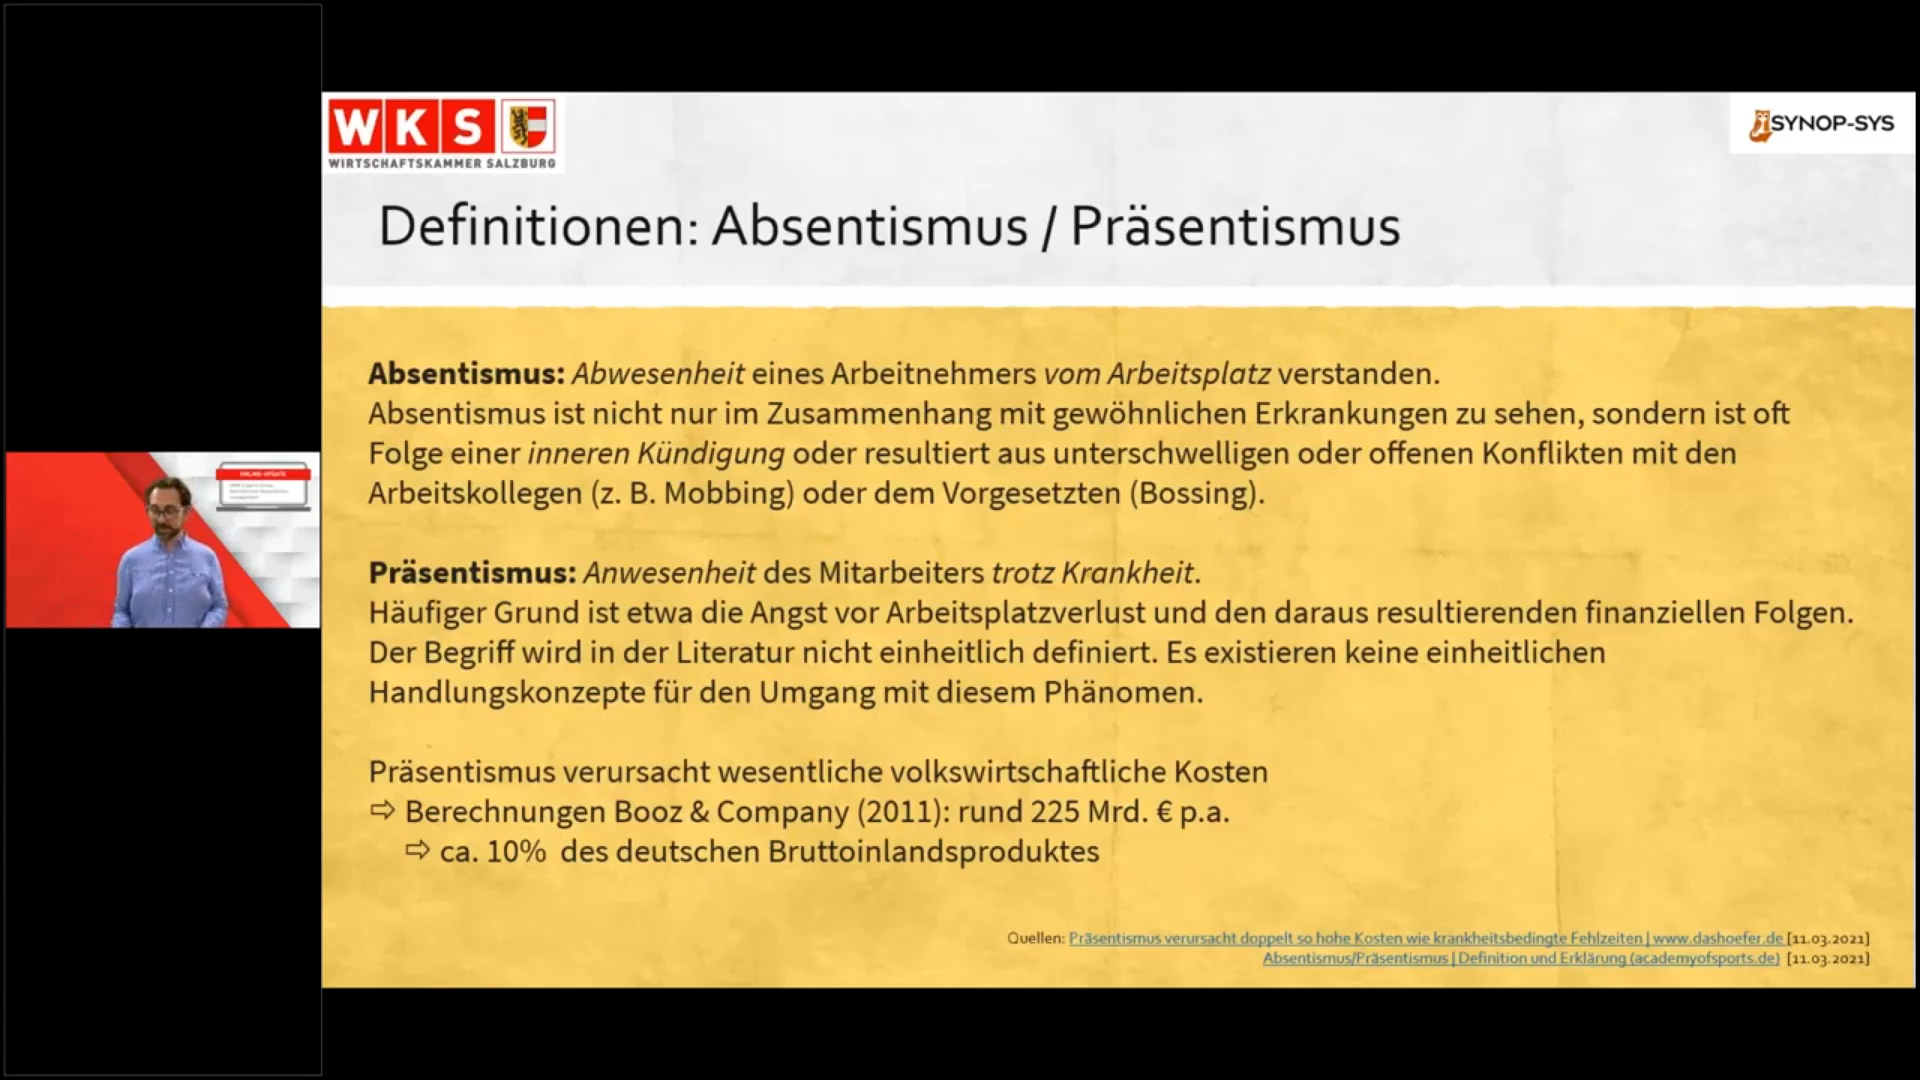 WKS
WIRTSCHAFTSKAMMER SALZBURG
SYNOP-SYS
Definitionen: Absentismus / Präsentismus
ONLINE-UPDATE
Absentismus: Abwesenheit eines Arbeitnehmers vom Arbeitsplatz verstanden.
Absentismus ist nicht nur im Zusammenhang mit gewöhnlichen Erkrankungen zu sehen, sondern ist oft
Folge einer inneren Kündigung oder resultiert aus unterschwelligen oder offenen Konflikten mit den
Arbeitskollegen (z. B. Mobbing) oder dem Vorgesetzten (Bossing).
Präsentismus: Anwesenheit des Mitarbeiters trotz Krankheit.
Häufiger Grund ist etwa die Angst vor Arbeitsplatzverlust und den daraus resultierenden finanziellen Folgen.
Der Begriff wird in der Literatur nicht einheitlich definiert. Es existieren keine einheitlichen
Handlungskonzepte für den Umgang mit diesem Phänomen.
Präsentismus verursacht wesentliche volkswirtschaftliche Kosten
⇨ Berechnungen Booz & Company (2011): rund 225 Mrd. € p.a.
⇨ ca. 10% des deutschen Bruttoinlandsproduktes
Quellen: Präsentismus verursacht doppelt so hohe Kosten wie krankheitsbedingte Fehlzeiten | www.dashoefer.de [11.03.2021]
Absentismus/Präsentismus | Definition und Erklärung (academyofsports.de) [11.03.2021]